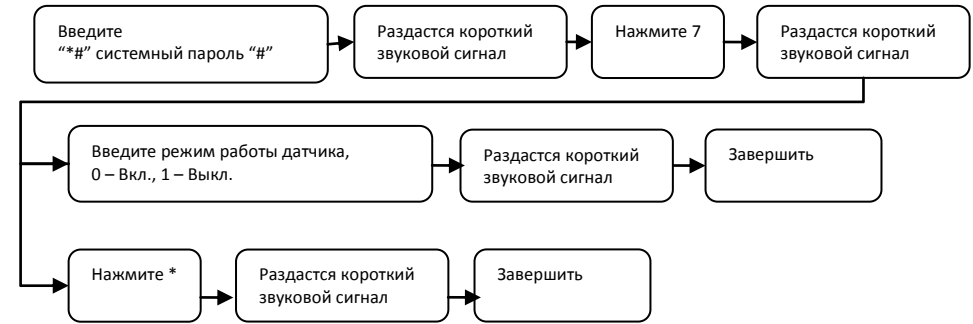 Введите
“*#” системный пароль “#”
Раздастся короткий
звуковой сигнал
Нажмите 7
Раздастся короткий
звуковой сигнал
Введите режим работы датчика,
0 – Вкл., 1 – Выкл.
Раздастся короткий
звуковой сигнал
Завершить
Нажмите *
Раздастся короткий
звуковой сигнал
Завершить